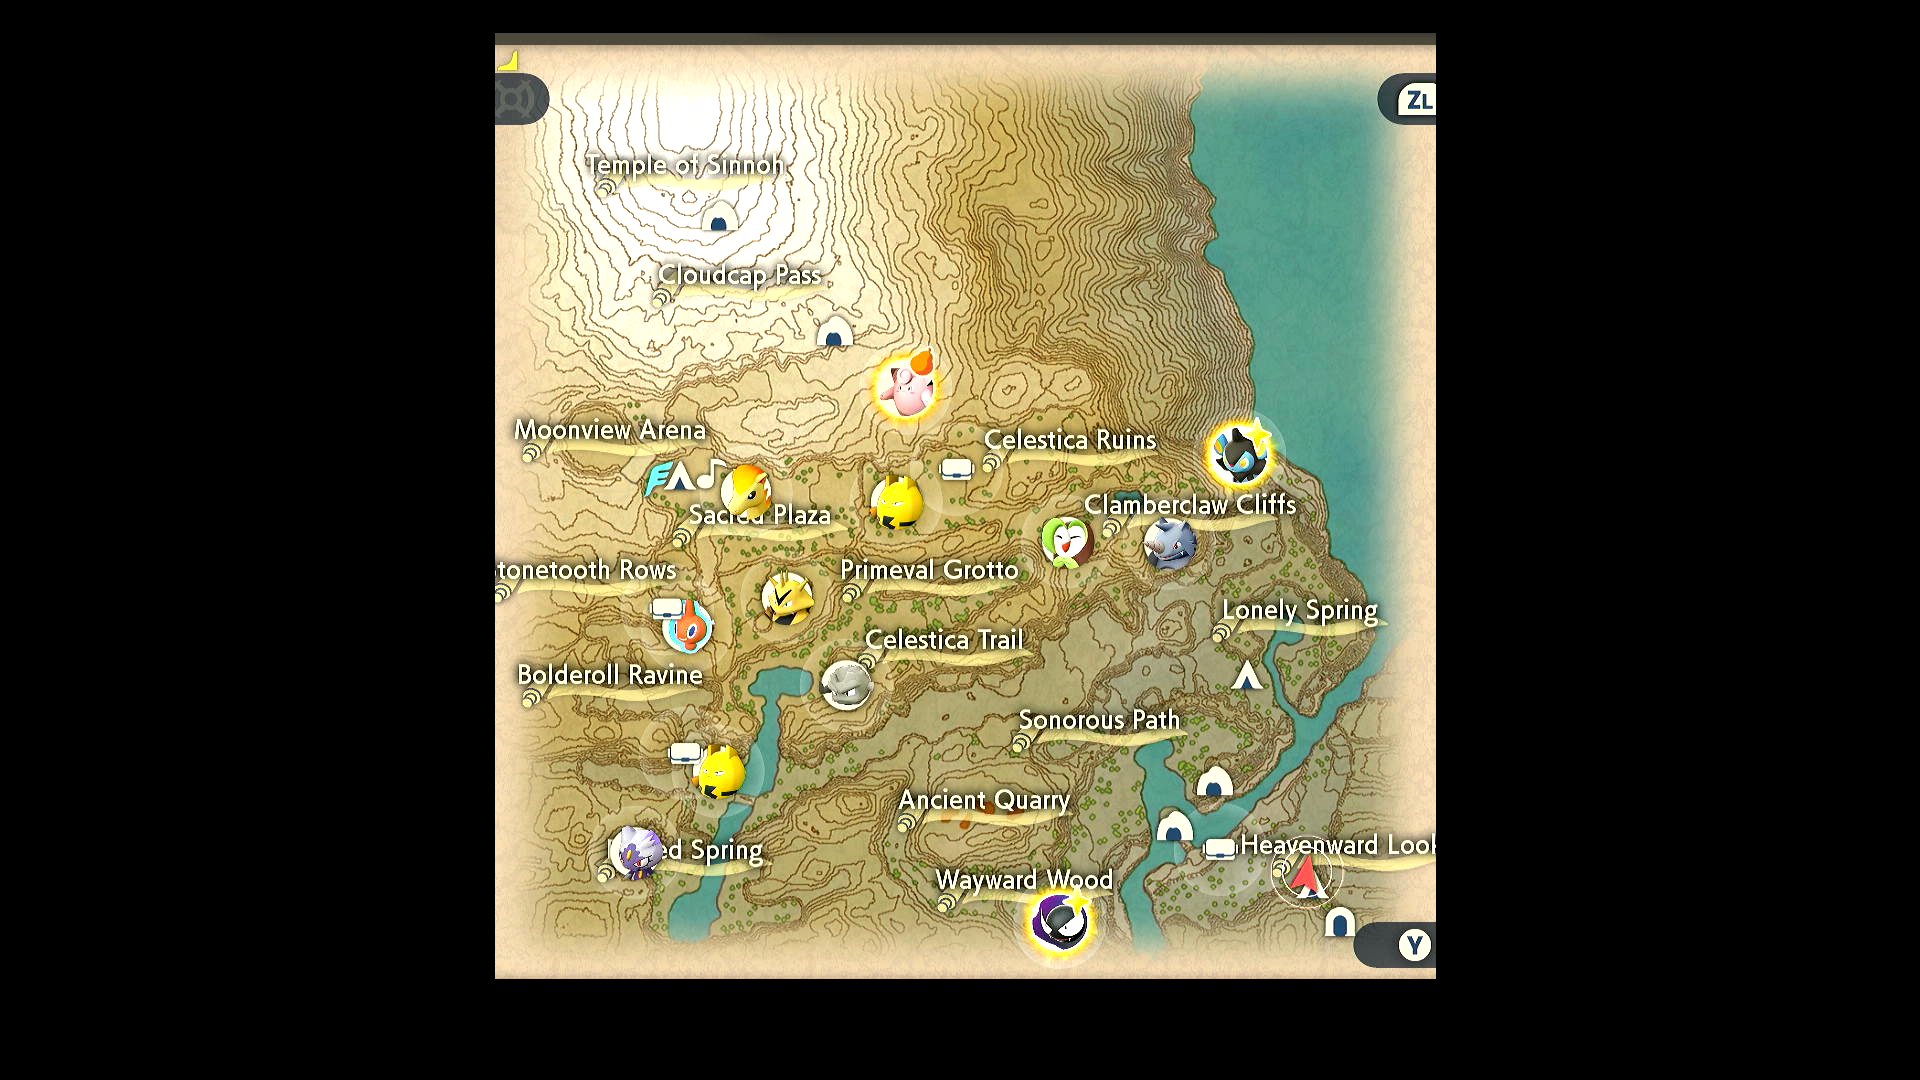 ZL
Temple of Sinnoh
Cloudcap Pass
Moonview Arena
Celestica Ruins
Clamberclaw Cliffs
Sacred Plaza
tonetooth Rows
Primeval Grotto
Lonely Spring
Celestica Trail
Bolderoll Ravine
Sonorous Path
Ancient Quarry
ed Spring
Heavenward Look
Wayward Wood
Y